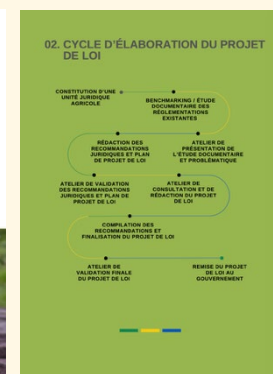 02. CYCLE D'ÉLABORATION DU PROJET
DE LOI
CONSTITUTION D'UNE
UNITÉ JURIDIQUE
AGRICOLE
BENCHMARKING / ÉTUDE
DOCUMENTAIRE DES
RÉGLEMENTATIONS
EXISTANTES
RÉDACTION DES
RECOMMANDATIONS
JURIDIQUES ET PLAN
DE PROJET DE LOI
ATELIER DE
PRÉSENTATION DE
L'ÉTUDE DOCUMENTAIRE
ET PROBLÉMATIQUE
ATELIER DE VALIDATION
DES RECOMMANDATIONS
JURIDIQUES ET PLAN DE
PROJET DE LOI
ATELIER DE
CONSULTATION ET DE
RÉDACTION DU PROJET
DE LOI
COMPILATION DES
RECOMMANDATIONS ET
FINALISATION DU PROJET DE LOI
ATELIER DE
VALIDATION FINALE
DU PROJET DE LOI
REMISE DU PROJET
DE LOI AU
GOUVERNEMENT